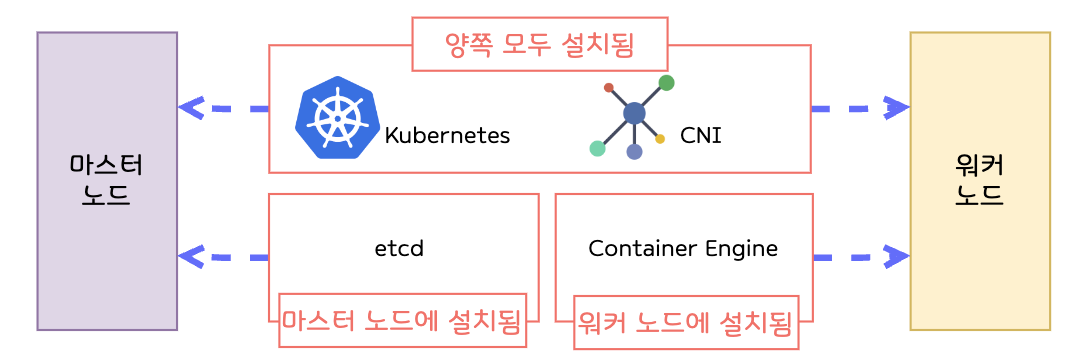 양쪽 모두 설치됨
Kubernetes
CNI
마스터
노드
워커
노드
etcd
Container Engine
마스터 노드에 설치됨
워커 노드에 설치됨